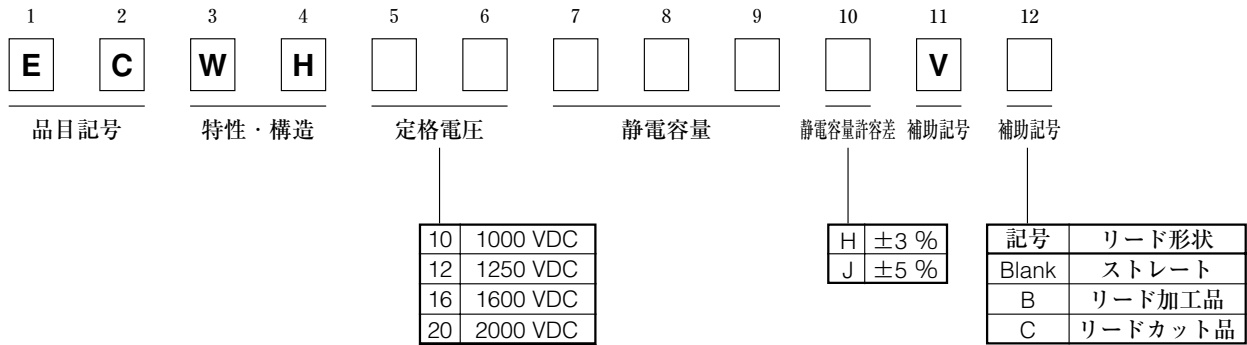 1 2 3 4 5 6 7 8 9 10 11 12
E C W H V
品目記号 特性・構造 定格電圧 静電容量 静電容量許容差 補助記号 補助記号
10 1000 VDC
12 1250 VDC
16 1600 VDC
20 2000 VDC
H ±3 %
J ±5 %
記号 リード形状
Blank ストレート
B リード加工品
C リードカット品